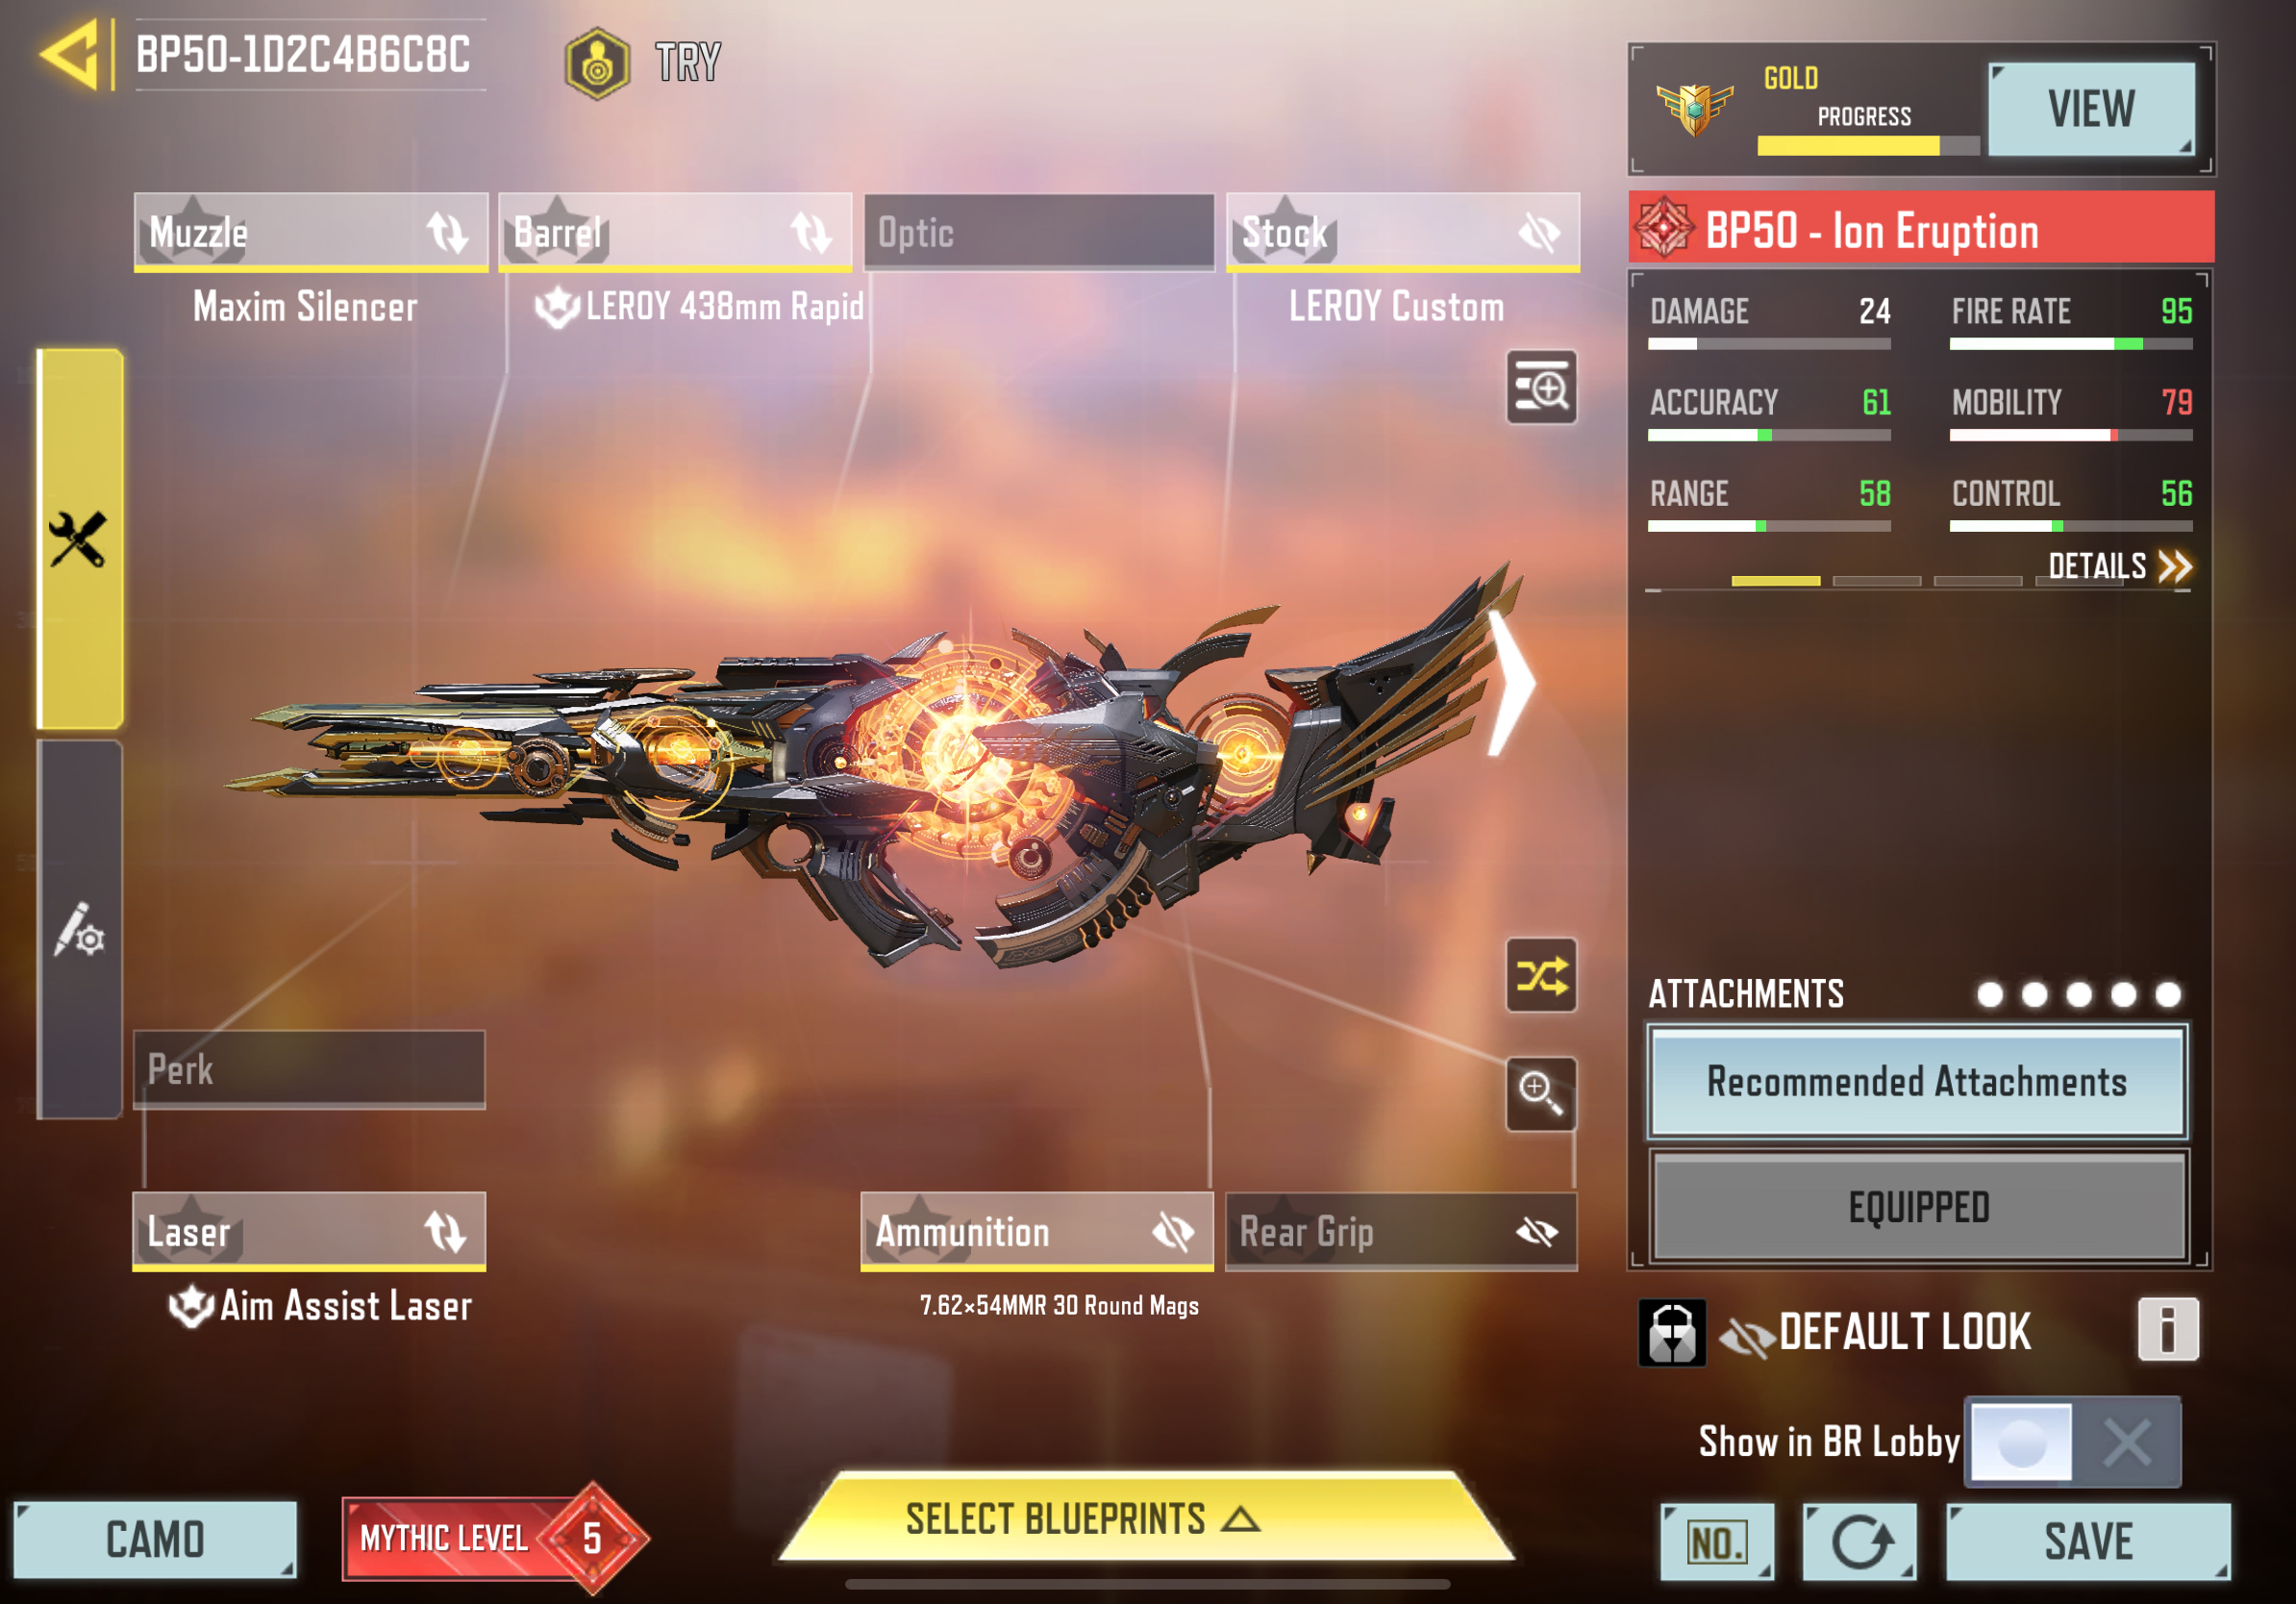 BP50-1D2C4B6C8C
TRY
GOLD
PROGRESS
VIEW
Muzzle
Barrel
Optic
Stock
Maxim Silencer
LEROY 438mm Rapid
LEROY Custom
BP50 - Ion Eruption
DAMAGE 24
FIRE RATE 95
ACCURACY 61
MOBILITY 79
RANGE 58
CONTROL 56
DETAILS
ATTACHMENTS
Recommended Attachments
EQUIPPED
Perk
Laser
Ammunition
Rear Grip
Aim Assist Laser
7.62×54MMR 30 Round Mags
DEFAULT LOOK
i
Show in BR Lobby
CAMO
MYTHIC LEVEL 5
SELECT BLUEPRINTS
NO.
SAVE